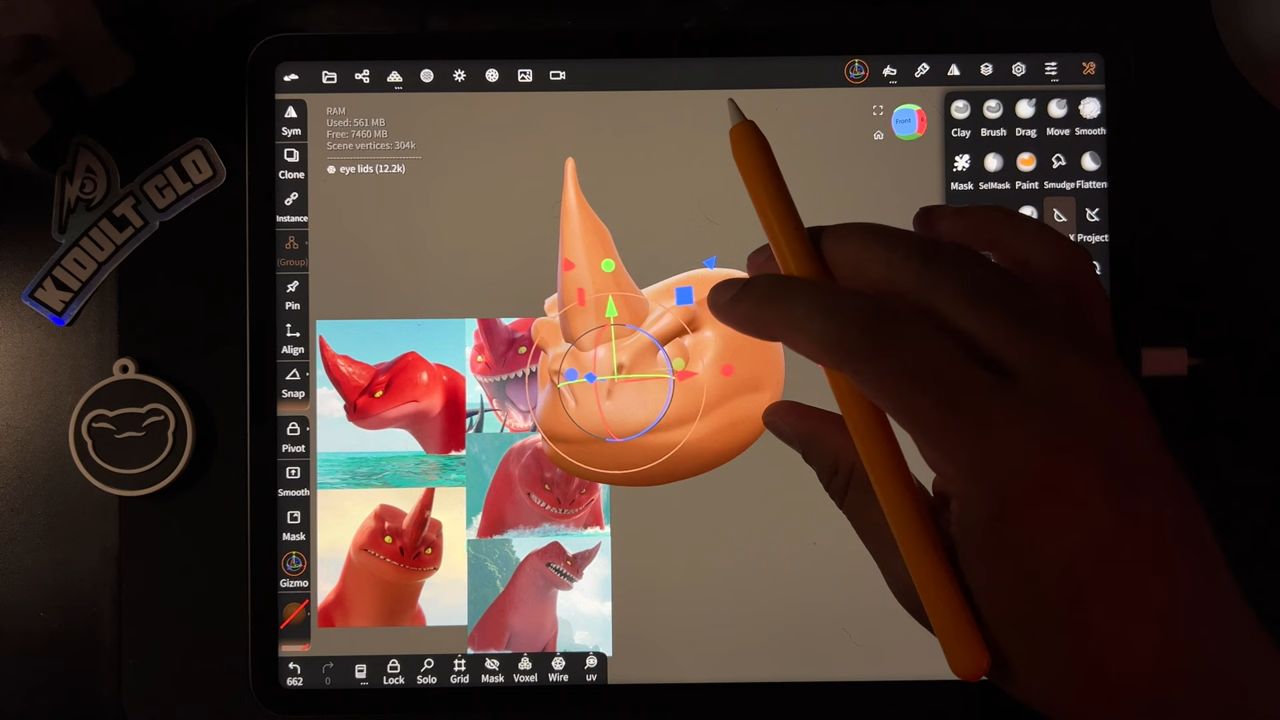 RAM
Used: 561 MB
Free: 7460 MB
Scene vertices: 304k
eye lids (12.2k)
Front
Sym
Clone
Instance
(Group)
Pin
Align
Snap
Pivot
Smooth
Mask
Gizmo
Clay Brush Drag Move Smooth
Mask SelMask Paint Smudge Flatten
Project
KIDULT CLO
662 0 Lock Solo Grid Mask Voxel Wire uv